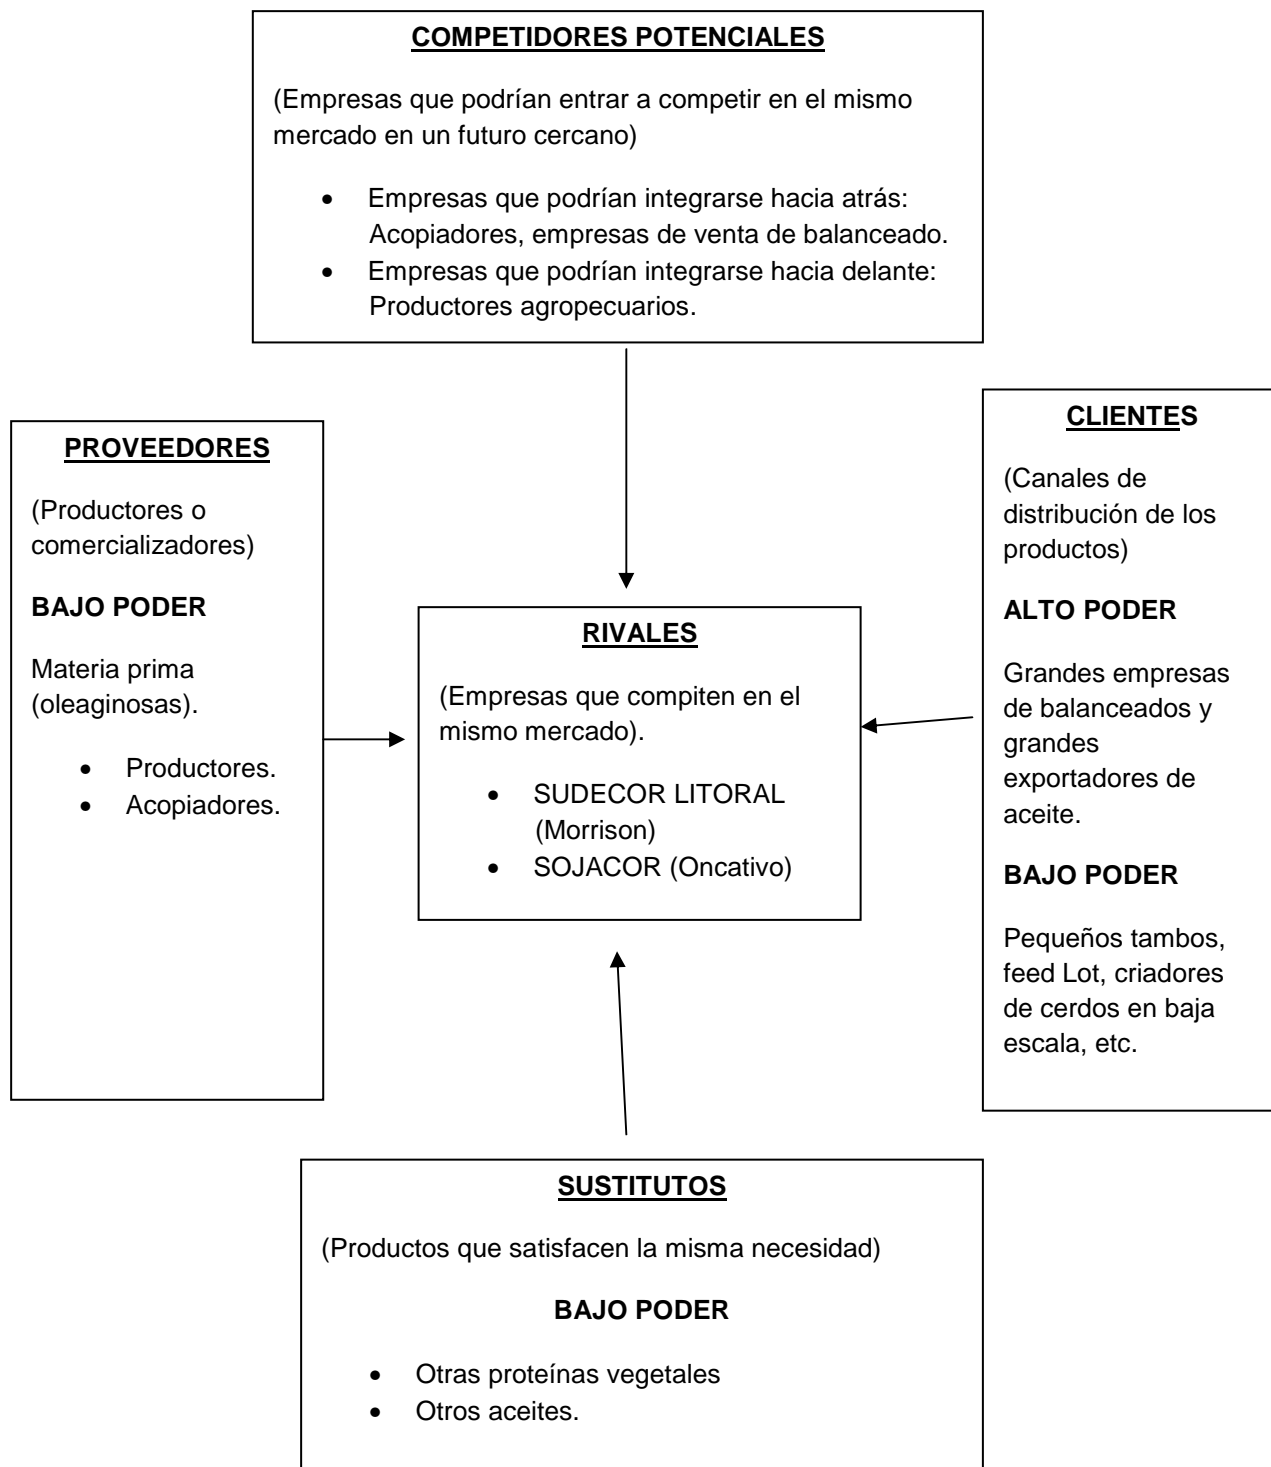 COMPETIDORES POTENCIALES
(Empresas que podrían entrar a competir en el mismo
mercado en un futuro cercano)
• Empresas que podrían integrarse hacia atrás:
Acopiadores, empresas de venta de balanceado.
• Empresas que podrían integrarse hacia delante:
Productores agropecuarios.
PROVEEDORES
(Productores o
comercializadores)
BAJO PODER
Materia prima
(oleaginosas).
• Productores.
• Acopiadores.
RIVALES
(Empresas que compiten en el
mismo mercado).
• SUDECOR LITORAL
(Morrison)
• SOJACOR (Oncativo)
CLIENTES
(Canales de
distribución de los
productos)
ALTO PODER
Grandes empresas
de balanceados y
grandes
exportadores de
aceite.
BAJO PODER
Pequeños tambos,
feed Lot, criadores
de cerdos en baja
escala, etc.
SUSTITUTOS
(Productos que satisfacen la misma necesidad)
BAJO PODER
• Otras proteínas vegetales
• Otros aceites.